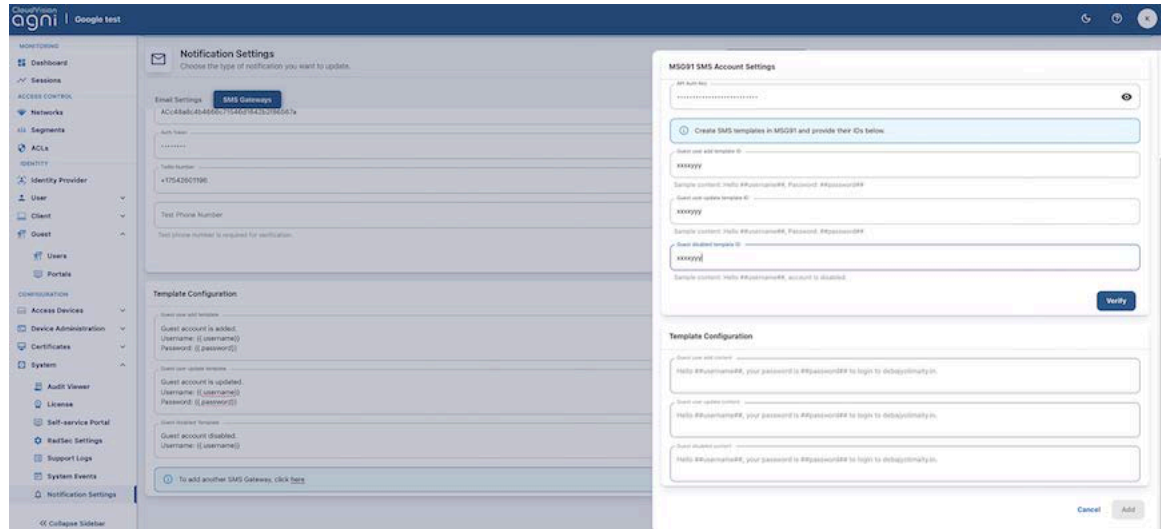 CloudVision
agni | Google test
MONITORING
Dashboard
Sessions
ACCESS CONTROL
Networks
Segments
ACLs
IDENTITY
Identity Provider
User
Client
Guest
Users
Portals
CONFIGURATION
Access Devices
Device Administration
Certificates
System
Audit Viewer
License
Self-service Portal
RadSec Settings
Support Logs
System Events
Notification Settings
Collapse Sidebar
Notification Settings
Choose the type of notification you want to update.
Email Settings
SMS Gateways
Auth Token
........
Twilio Number
+17542601196
Test Phone Number
Test phone number is required for verification.
Template Configuration
Guest user add template
Guest account is added.
Username: {{ username}}
Password: {{ password}}
Guest user update template
Guest account is updated.
Username: {{ username}}
Password: {{ password}}
Guest disabled Template
Guest account disabled.
Username: {{ username}}
To add another SMS Gateway, click here
MSG91 SMS Account Settings
API Auth Key
Create SMS templates in MSG91 and provide their IDs below.
Guest user add template ID
xxxxyyy
Sample content: Hello ##username##, Password: ##password##
Guest user update template ID
xxxxyyy
Sample content: Hello ##username##, Password: ##password##
Guest disabled template ID
xxxxyyy
Sample content: Hello ##username##, account is disabled.
Verify
Template Configuration
Guest user add content
Hello ##username##, your password is ##password## to login to debajyotimaity.in.
Guest user update content
Hello ##username##, your password is ##password## to login to debajyotimaity.in.
Guest disabled content
Hello ##username##, your password is ##password## to login to debajyotimaity.in.
Cancel
Add